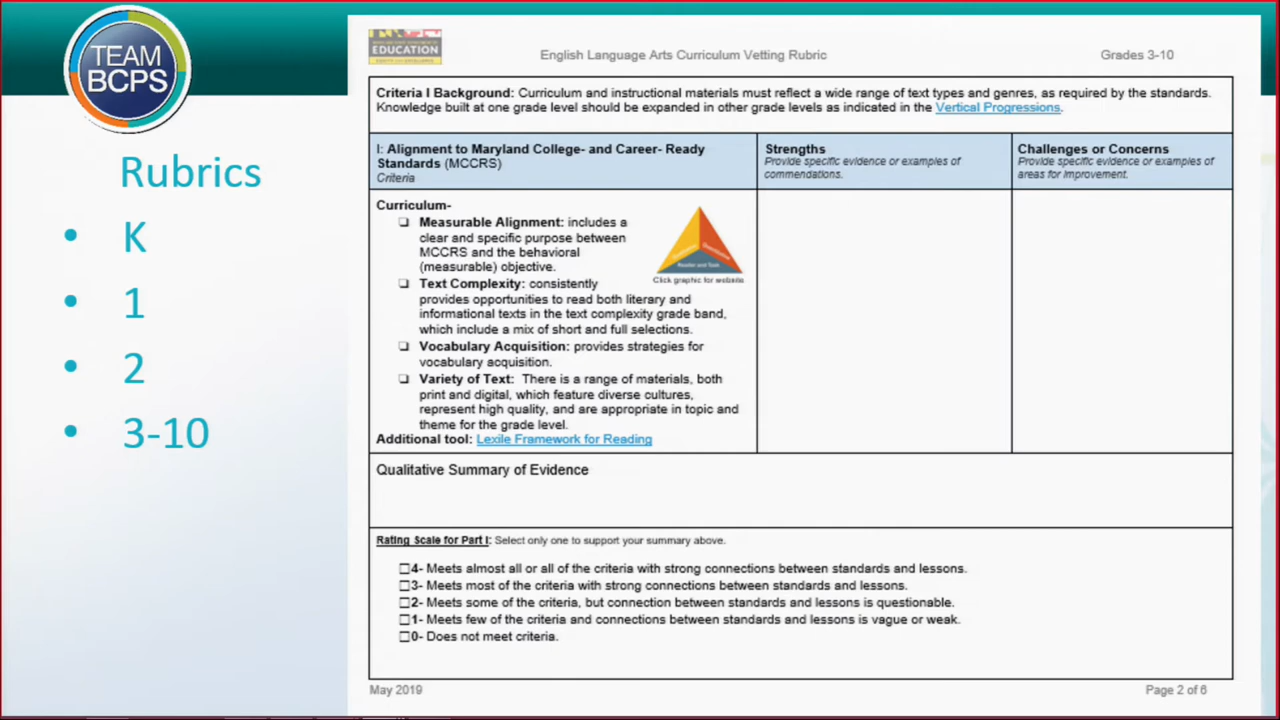 TEAM
BCPS
Rubrics
• K
• 1
• 2
• 3-10
EDUCATION
English Language Arts Curriculum Vetting Rubric
Grades 3-10
Criteria I Background: Curriculum and instructional materials must reflect a wide range of text types and genres, as required by the standards.
Knowledge built at one grade level should be expanded in other grade levels as indicated in the Vertical Progressions.
I: Alignment to Maryland College- and Career- Ready
Standards (MCCRS)
Criteria
Strengths
Provide specific evidence or examples of
commendations.
Challenges or Concerns
Provide specific evidence or examples of
areas for improvement.
Curriculum-
❏ Measurable Alignment: includes a
clear and specific purpose between
MCCRS and the behavioral
(measurable) objective.
Click graphic for website
❏ Text Complexity: consistently
provides opportunities to read both literary and
informational texts in the text complexity grade band,
which include a mix of short and full selections.
❏ Vocabulary Acquisition: provides strategies for
vocabulary acquisition.
❏ Variety of Text: There is a range of materials, both
print and digital, which feature diverse cultures,
represent high quality, and are appropriate in topic and
theme for the grade level.
Additional tool: Lexile Framework for Reading
Qualitative Summary of Evidence
Rating Scale for Part I: Select only one to support your summary above.
☐4- Meets almost all or all of the criteria with strong connections between standards and lessons.
☐3- Meets most of the criteria with strong connections between standards and lessons.
☐2- Meets some of the criteria, but connection between standards and lessons is questionable.
☐1- Meets few of the criteria and connections between standards and lessons is vague or weak.
☐0- Does not meet criteria.
May 2019
Page 2 of 6